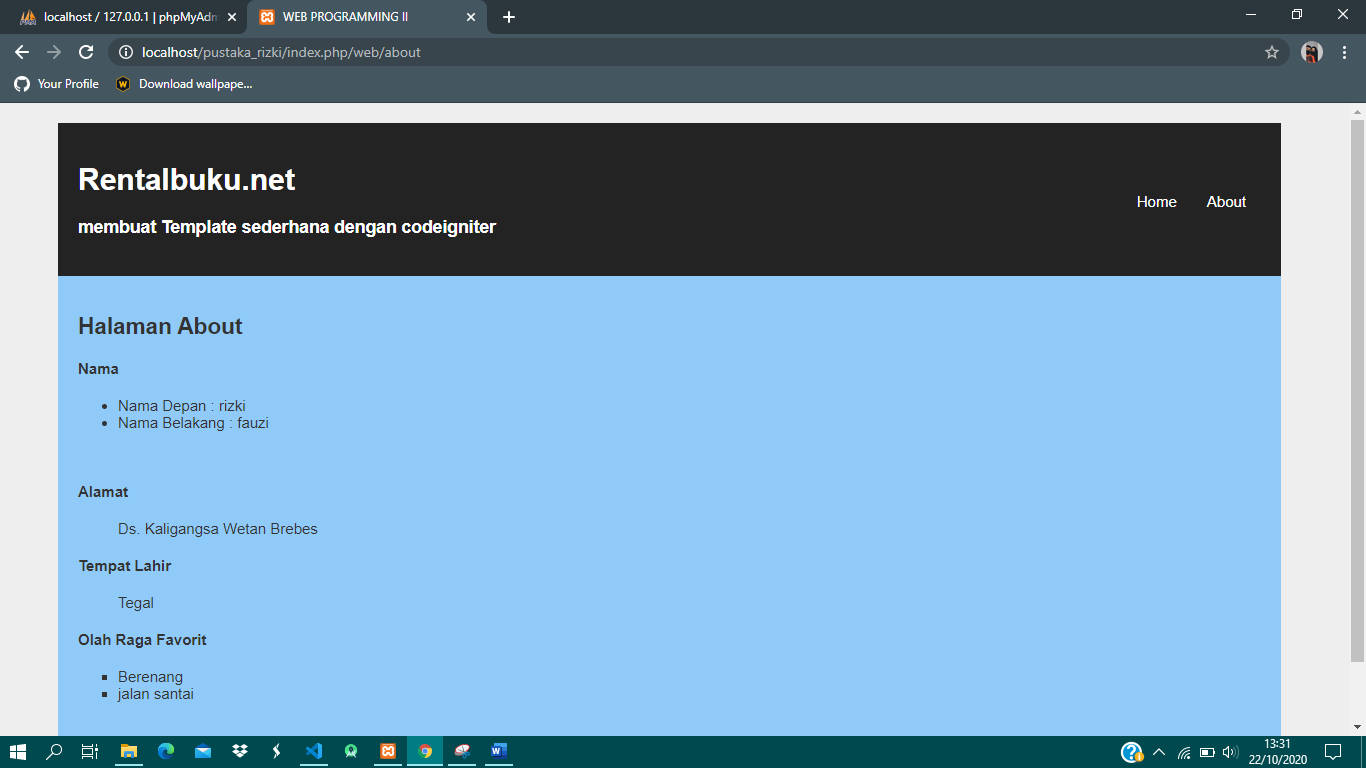 localhost / 127.0.0.1 | phpMyAdm
WEB PROGRAMMING II
localhost/pustaka_rizki/index.php/web/about
Your Profile
Download wallpape...
Rentalbuku.net
membuat Template sederhana dengan codeigniter
Home
About
Halaman About
Nama
Nama Depan : rizki
Nama Belakang : fauzi
Alamat
Ds. Kaligangsa Wetan Brebes
Tempat Lahir
Tegal
Olah Raga Favorit
Berenang
jalan santai
13:31
22/10/2020